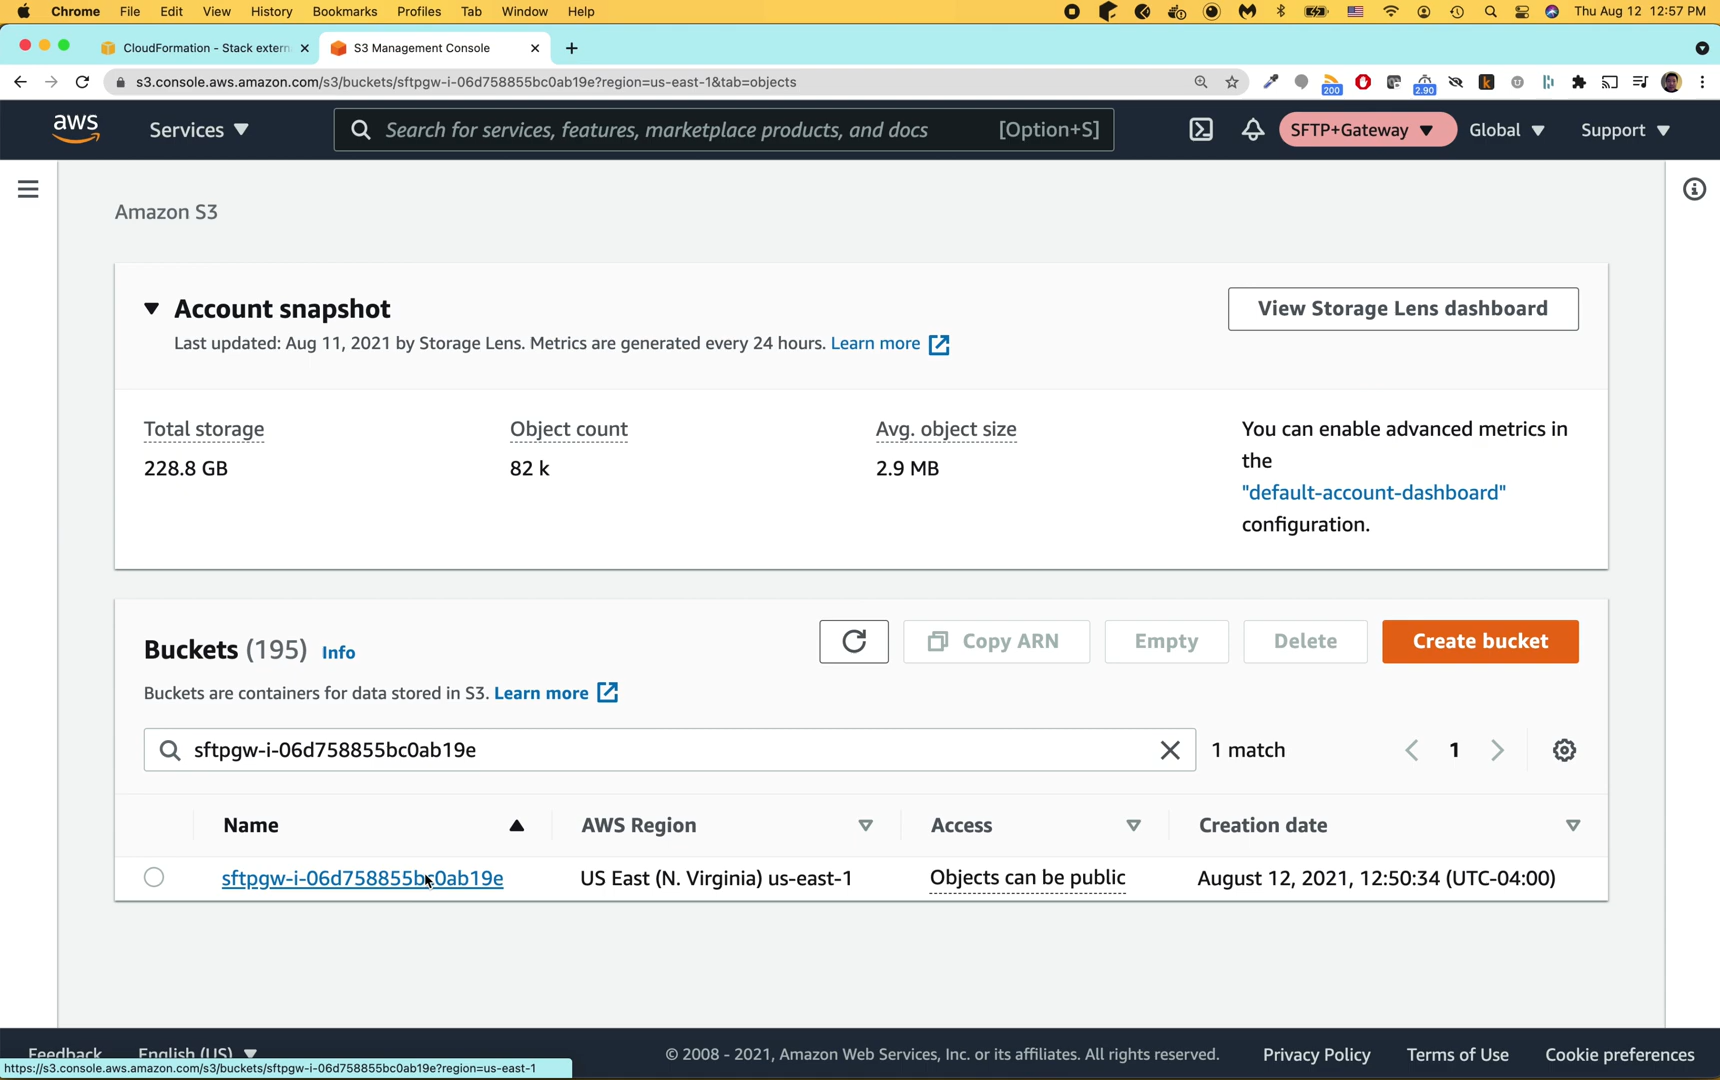 Chrome File Edit View History Bookmarks Profiles Tab Window Help Thu Aug 12 12:57 PM
CloudFormation - Stack extern
S3 Management Console
s3.console.aws.amazon.com/s3/buckets/sftpgw-i-06d758855bc0ab19e?region=us-east-1&tab=objects
200
2.90
aws Services ▼ Search for services, features, marketplace products, and docs [Option+S] SFTP+Gateway ▼ Global ▼ Support ▼
Amazon S3
▼ Account snapshot
View Storage Lens dashboard
Last updated: Aug 11, 2021 by Storage Lens. Metrics are generated every 24 hours. Learn more
Total storage
228.8 GB
Object count
82 k
Avg. object size
2.9 MB
You can enable advanced metrics in
the
"default-account-dashboard"
configuration.
Buckets (195) Info
Copy ARN Empty Delete Create bucket
Buckets are containers for data stored in S3. Learn more
sftpgw-i-06d758855bc0ab19e
1 match
1
Name AWS Region Access Creation date
sftpgw-i-06d758855bc0ab19e US East (N. Virginia) us-east-1 Objects can be public August 12, 2021, 12:50:34 (UTC-04:00)
Feedback English (US) ▼ © 2008 - 2021, Amazon Web Services, Inc. or its affiliates. All rights reserved. Privacy Policy Terms of Use Cookie preferences
https://s3.console.aws.amazon.com/s3/buckets/sftpgw-i-06d758855bc0ab19e?region=us-east-1